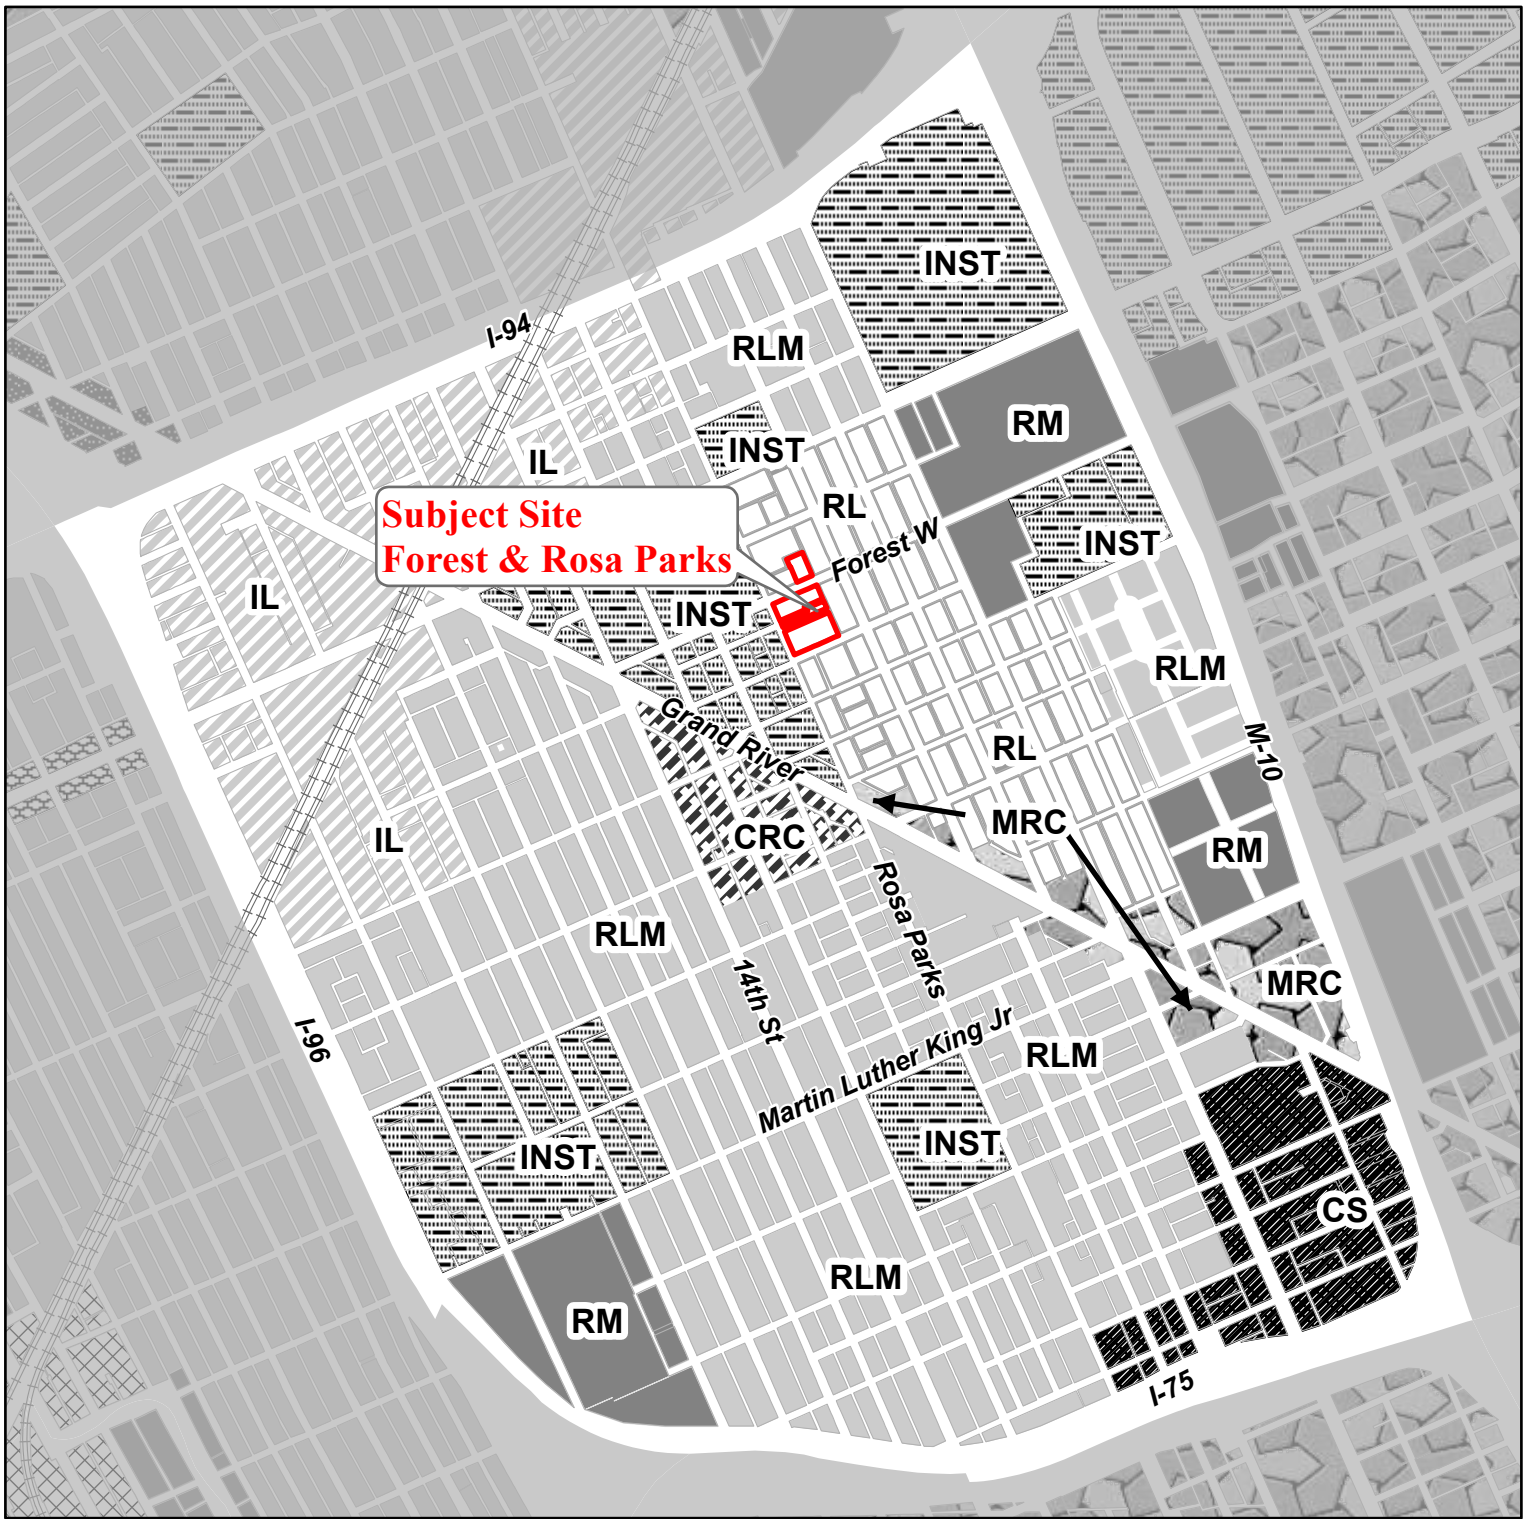 INST
I-94
RLM
RM
INST
IL
Subject Site
Forest & Rosa Parks
RL
Forest W
INST
IL
INST
RLM
Grand River
RL
M-10
MRC
CRC
IL
RM
Rosa Parks
RLM
14th St
MRC
I-96
Martin Luther King Jr
RLM
INST
INST
CS
RLM
RM
I-75